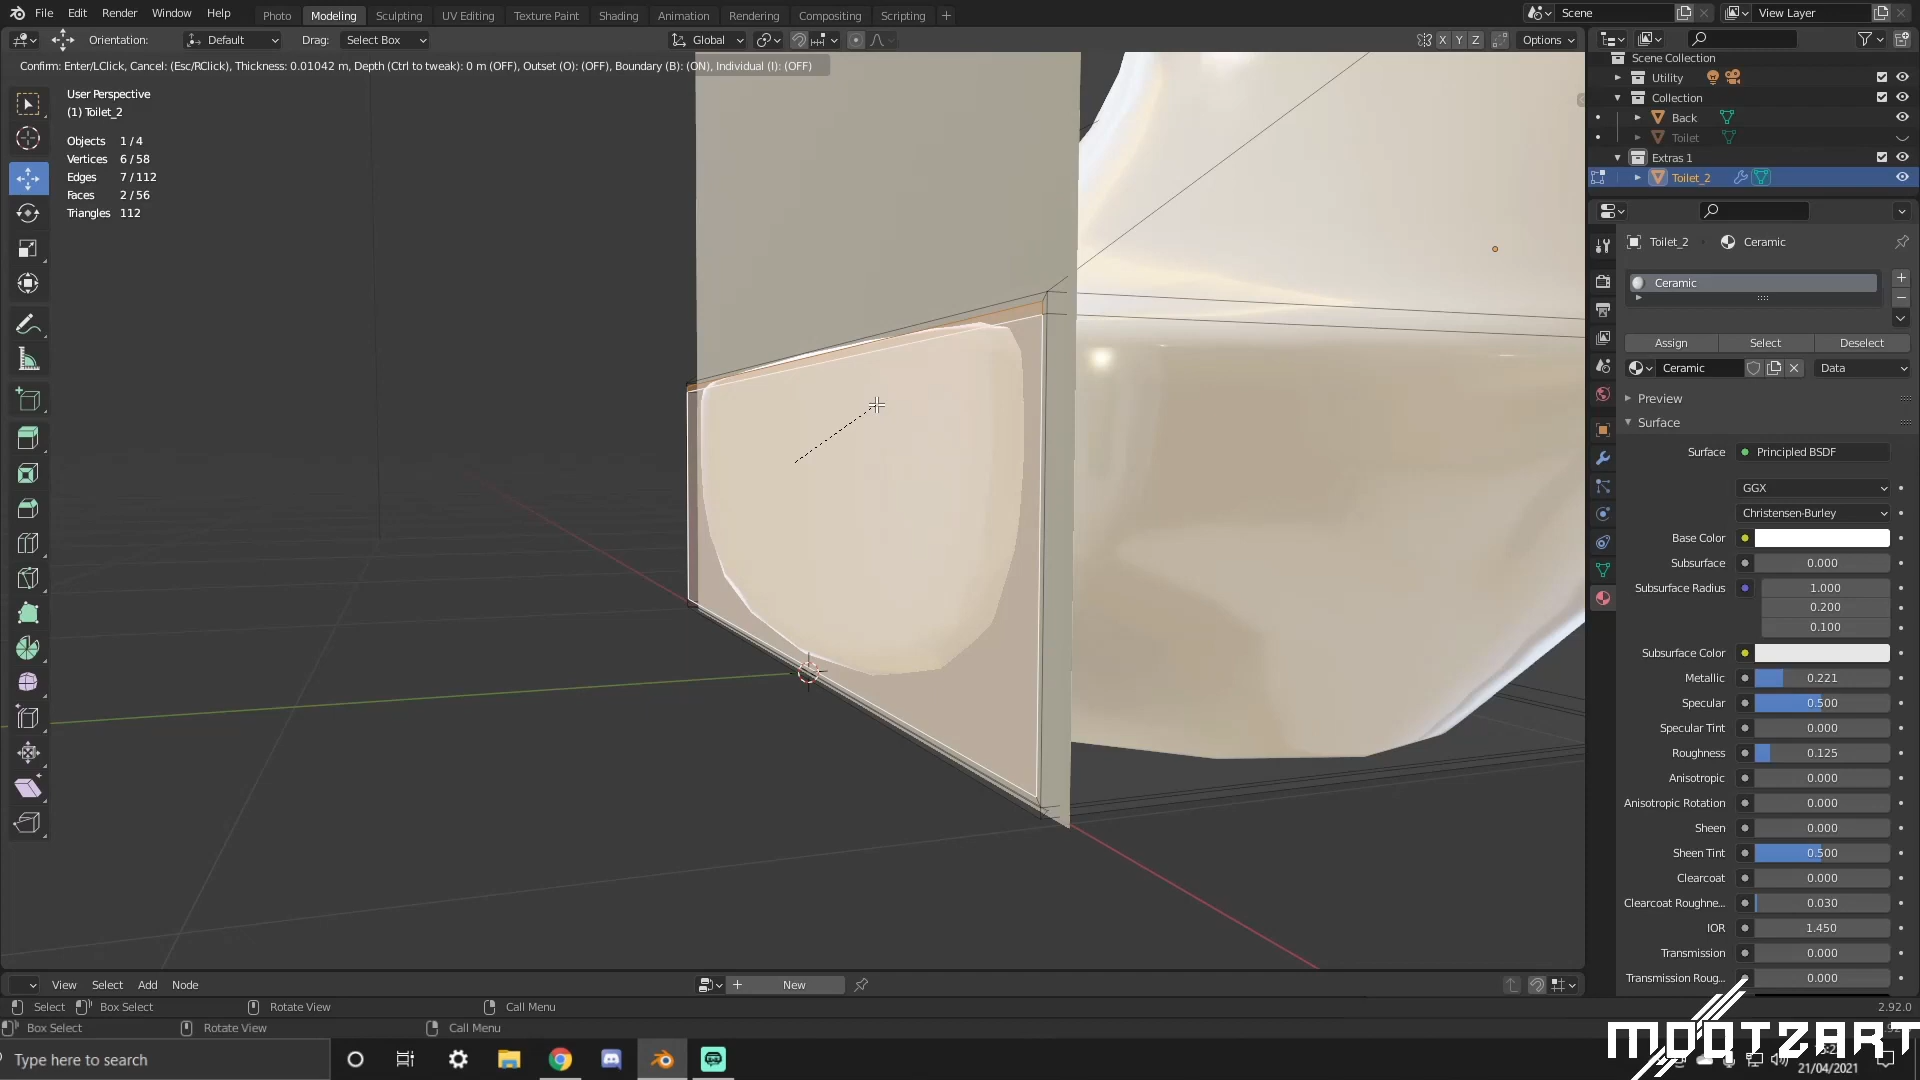 File Edit Render Window Help Photo Modeling Sculpting UV Editing Texture Paint Shading Animation Rendering Compositing Scripting + Scene View Layer
Orientation: Default Drag: Select Box Global X Y Z Options
Confirm: Enter/LClick, Cancel: (Esc/RClick), Thickness: 0.01042 m, Depth (Ctrl to tweak): 0 m (OFF), Outset (O): (OFF), Boundary (B): (ON), Individual (I): (OFF)
User Perspective
(1) Toilet_2
Objects 1 / 4
Vertices 6 / 58
Edges 7 / 112
Faces 2 / 56
Triangles 112
Scene Collection
Utility
Collection
Back
Toilet
Extras 1
Toilet_2
Toilet_2 Ceramic
Ceramic
Assign Select Deselect
Ceramic Data
Preview
Surface
Surface Principled BSDF
GGX
Christensen-Burley
Base Color
Subsurface 0.000
Subsurface Radius 1.000
0.200
0.100
Subsurface Color
Metallic 0.221
Specular 0.500
Specular Tint 0.000
Roughness 0.125
Anisotropic 0.000
Anisotropic Rotation 0.000
Sheen 0.000
Sheen Tint 0.500
Clearcoat 0.000
Clearcoat Roughne... 0.030
IOR 1.450
Transmission 0.000
Transmission Roug... 0.000
View Select Add Node New
Select Box Select Rotate View Call Menu 2.92.0
Box Select Rotate View Call Menu
Type here to search
MOOTZART
21/04/2021